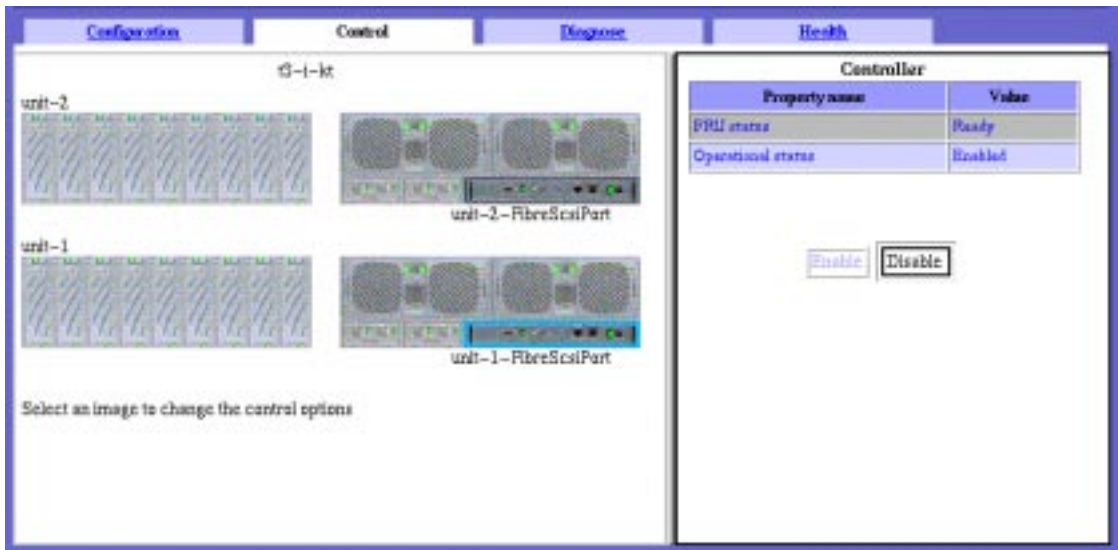 Configuration Control Diagnose Health
t3-i-kt
unit-2
unit-2-FibreScsiPort
unit-1
unit-1-FibreScsiPort
Select an image to change the control options
Controller
Property name Value
FRU status Ready
Operational status Enabled
Enable Disable